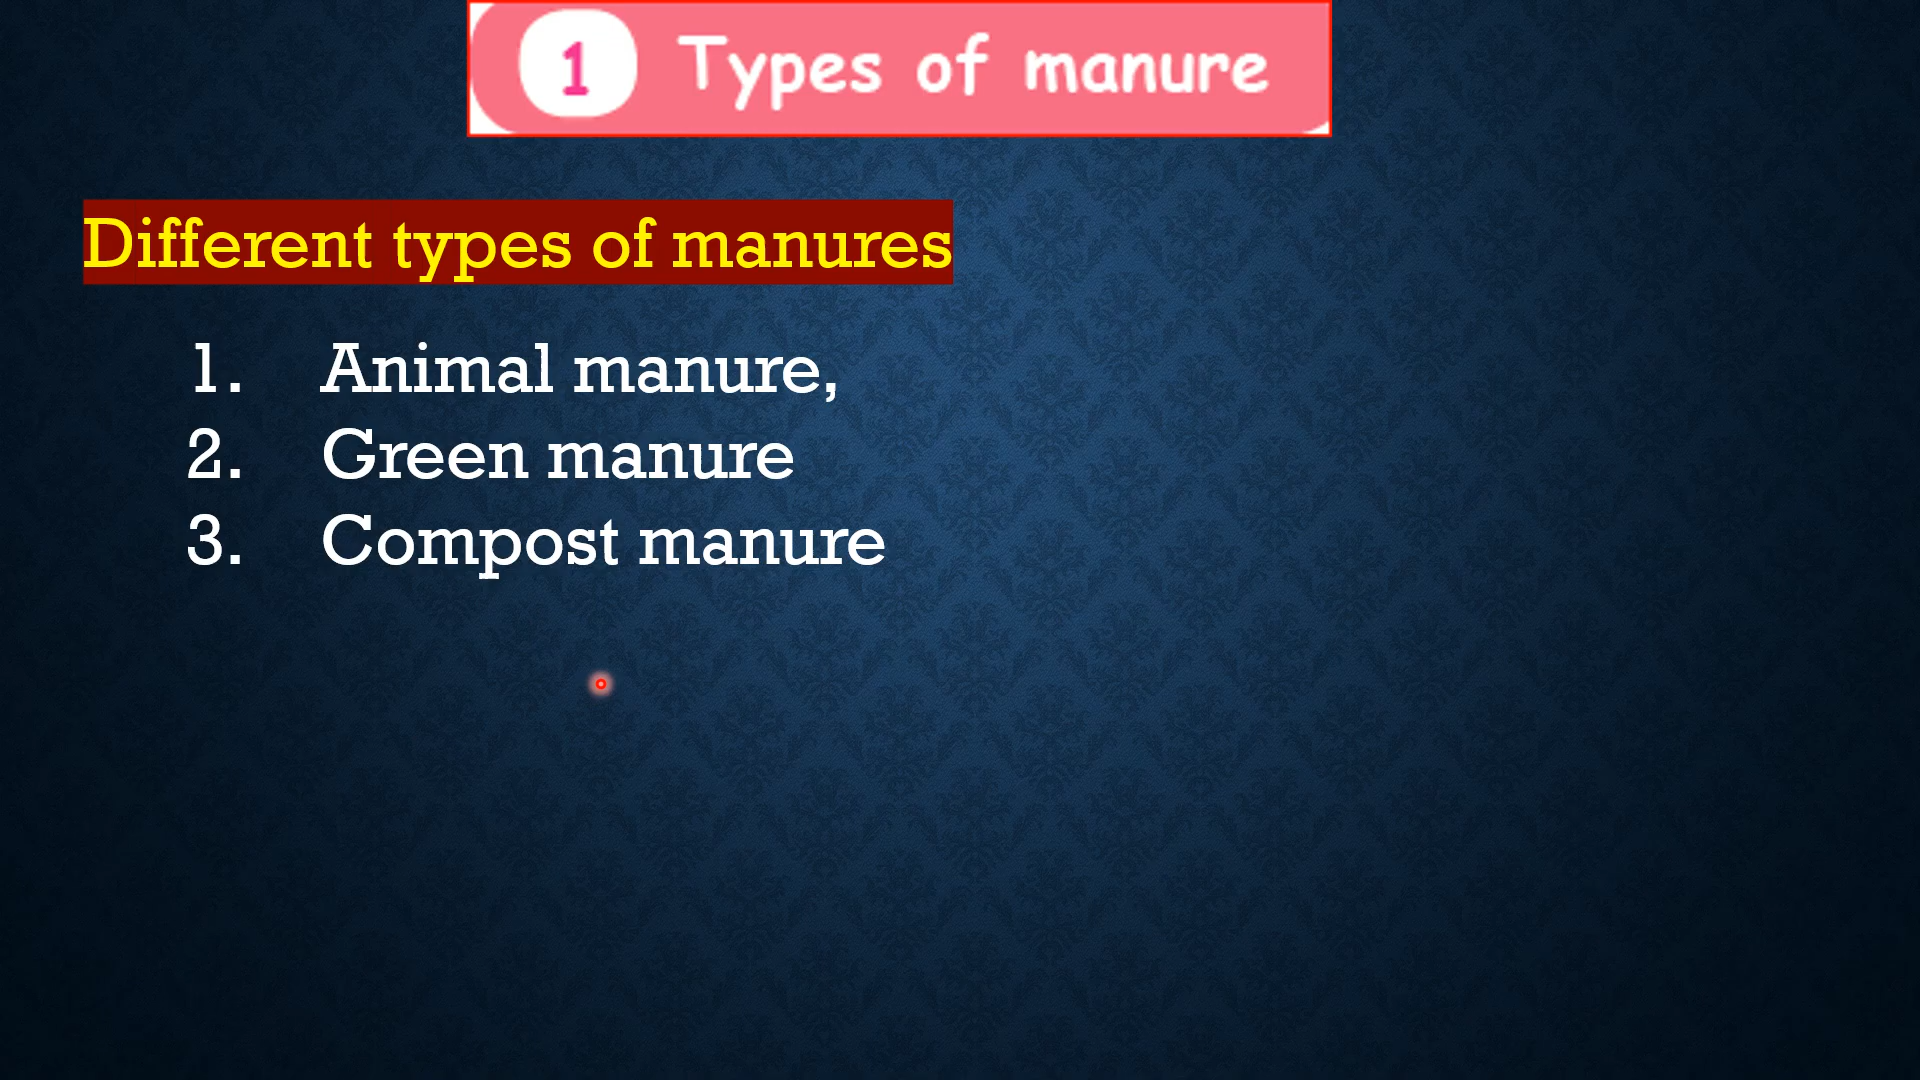 1 Types of manure
Different types of manures
1. Animal manure,
2. Green manure
3. Compost manure